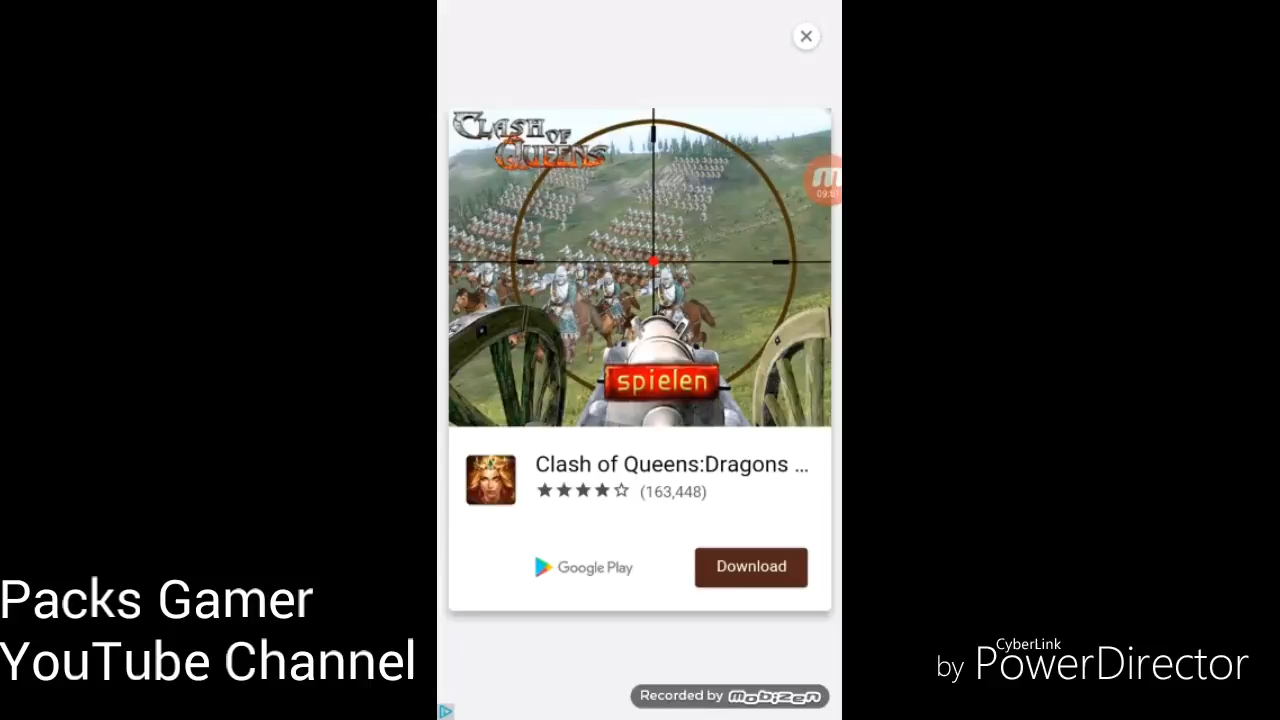 CLASH OF
QUEENS
spielen
Clash of Queens:Dragons ...
(163,448)
Google Play
Download
Packs Gamer
YouTube Channel
CyberLink
by PowerDirector
Recorded by mobizen